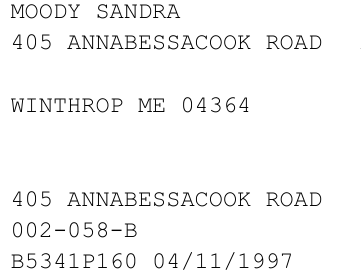 MOODY SANDRA
405 ANNABESSACOOK ROAD
WINTHROP ME 04364
405 ANNABESSACOOK ROAD
002-058-B
B5341P160 04/11/1997